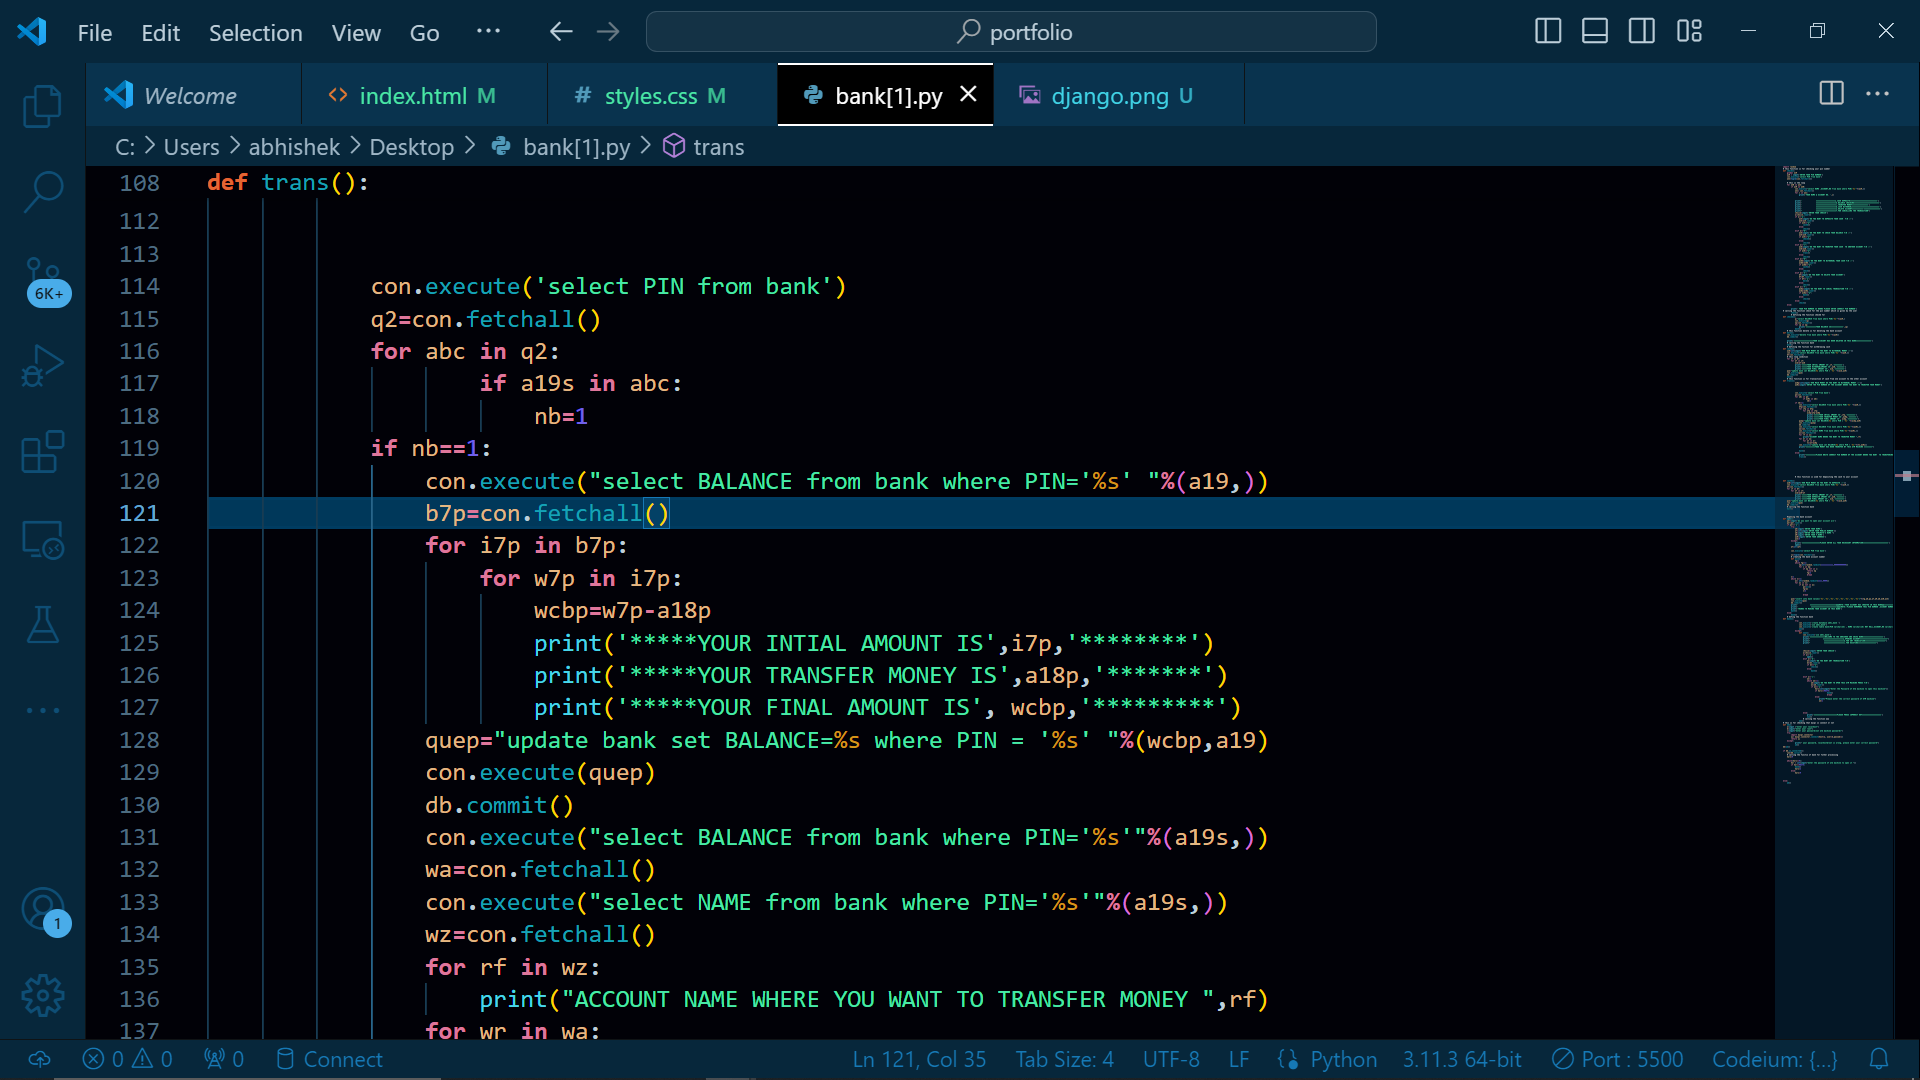 File Edit Selection View Go ··· portfolio
Welcome index.html M styles.css M bank[1].py django.png U
C: > Users > abhishek > Desktop > bank[1].py > trans
108 def trans():
112
113
114 con.execute('select PIN from bank')
115 q2=con.fetchall()
116 for abc in q2:
117 if a19s in abc:
118 nb=1
119 if nb==1:
120 con.execute("select BALANCE from bank where PIN='%s' "%(a19,))
121 b7p=con.fetchall()
122 for i7p in b7p:
123 for w7p in i7p:
124 wcbp=w7p-a18p
125 print('*****YOUR INTIAL AMOUNT IS',i7p,'********')
126 print('*****YOUR TRANSFER MONEY IS',a18p,'*******')
127 print('*****YOUR FINAL AMOUNT IS', wcbp,'*********')
128 quep="update bank set BALANCE=%s where PIN = '%s' "%(wcbp,a19)
129 con.execute(quep)
130 db.commit()
131 con.execute("select BALANCE from bank where PIN='%s'"%(a19s,))
132 wa=con.fetchall()
133 con.execute("select NAME from bank where PIN='%s'"%(a19s,))
134 wz=con.fetchall()
135 for rf in wz:
136 print("ACCOUNT NAME WHERE YOU WANT TO TRANSFER MONEY ",rf)
137 for wr in wa:
6K+
1
0 0 0 Connect Ln 121, Col 35 Tab Size: 4 UTF-8 LF Python 3.11.3 64-bit Port : 5500 Codeium: {...}